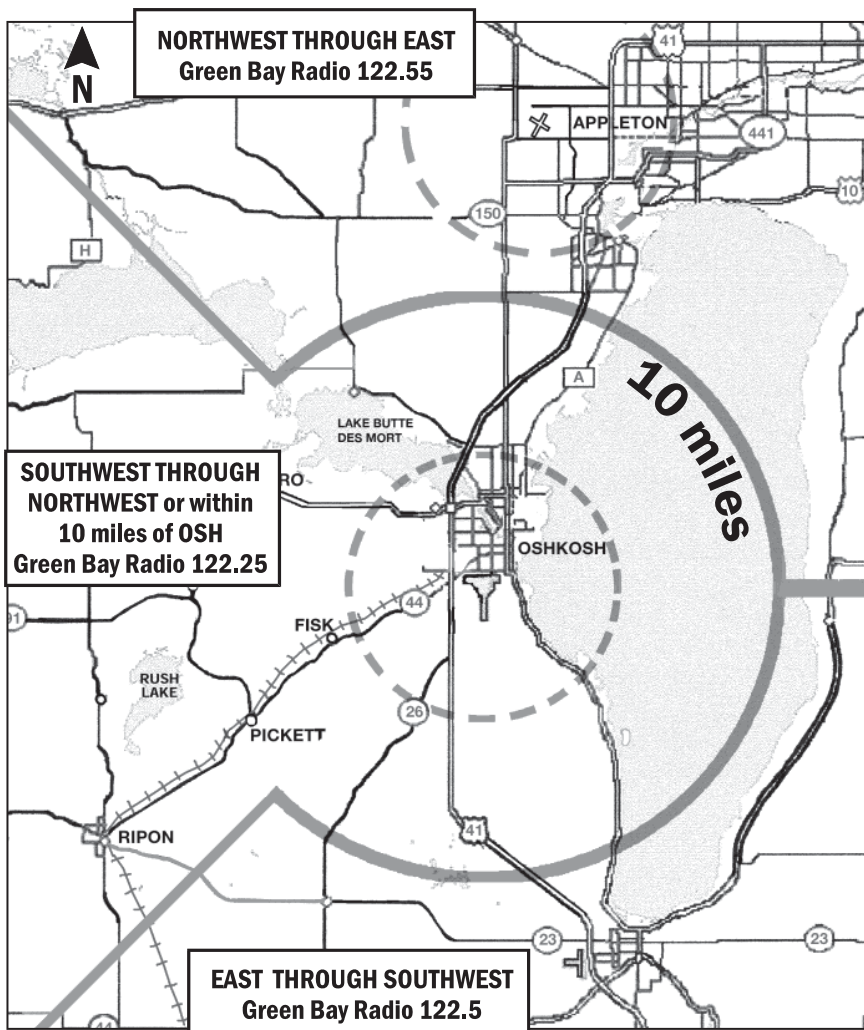 NORTHWEST THROUGH EAST
Green Bay Radio 122.55
N
41
APPLETON
441
10
150
H
10 miles
A
LAKE BUTTE
DES MORT
SOUTHWEST THROUGH
NORTHWEST or within
10 miles of OSH
Green Bay Radio 122.25
RO
OSHKOSH
44
91
FISK
RUSH
LAKE
26
PICKETT
41
RIPON
23
23
EAST THROUGH SOUTHWEST
Green Bay Radio 122.5
44